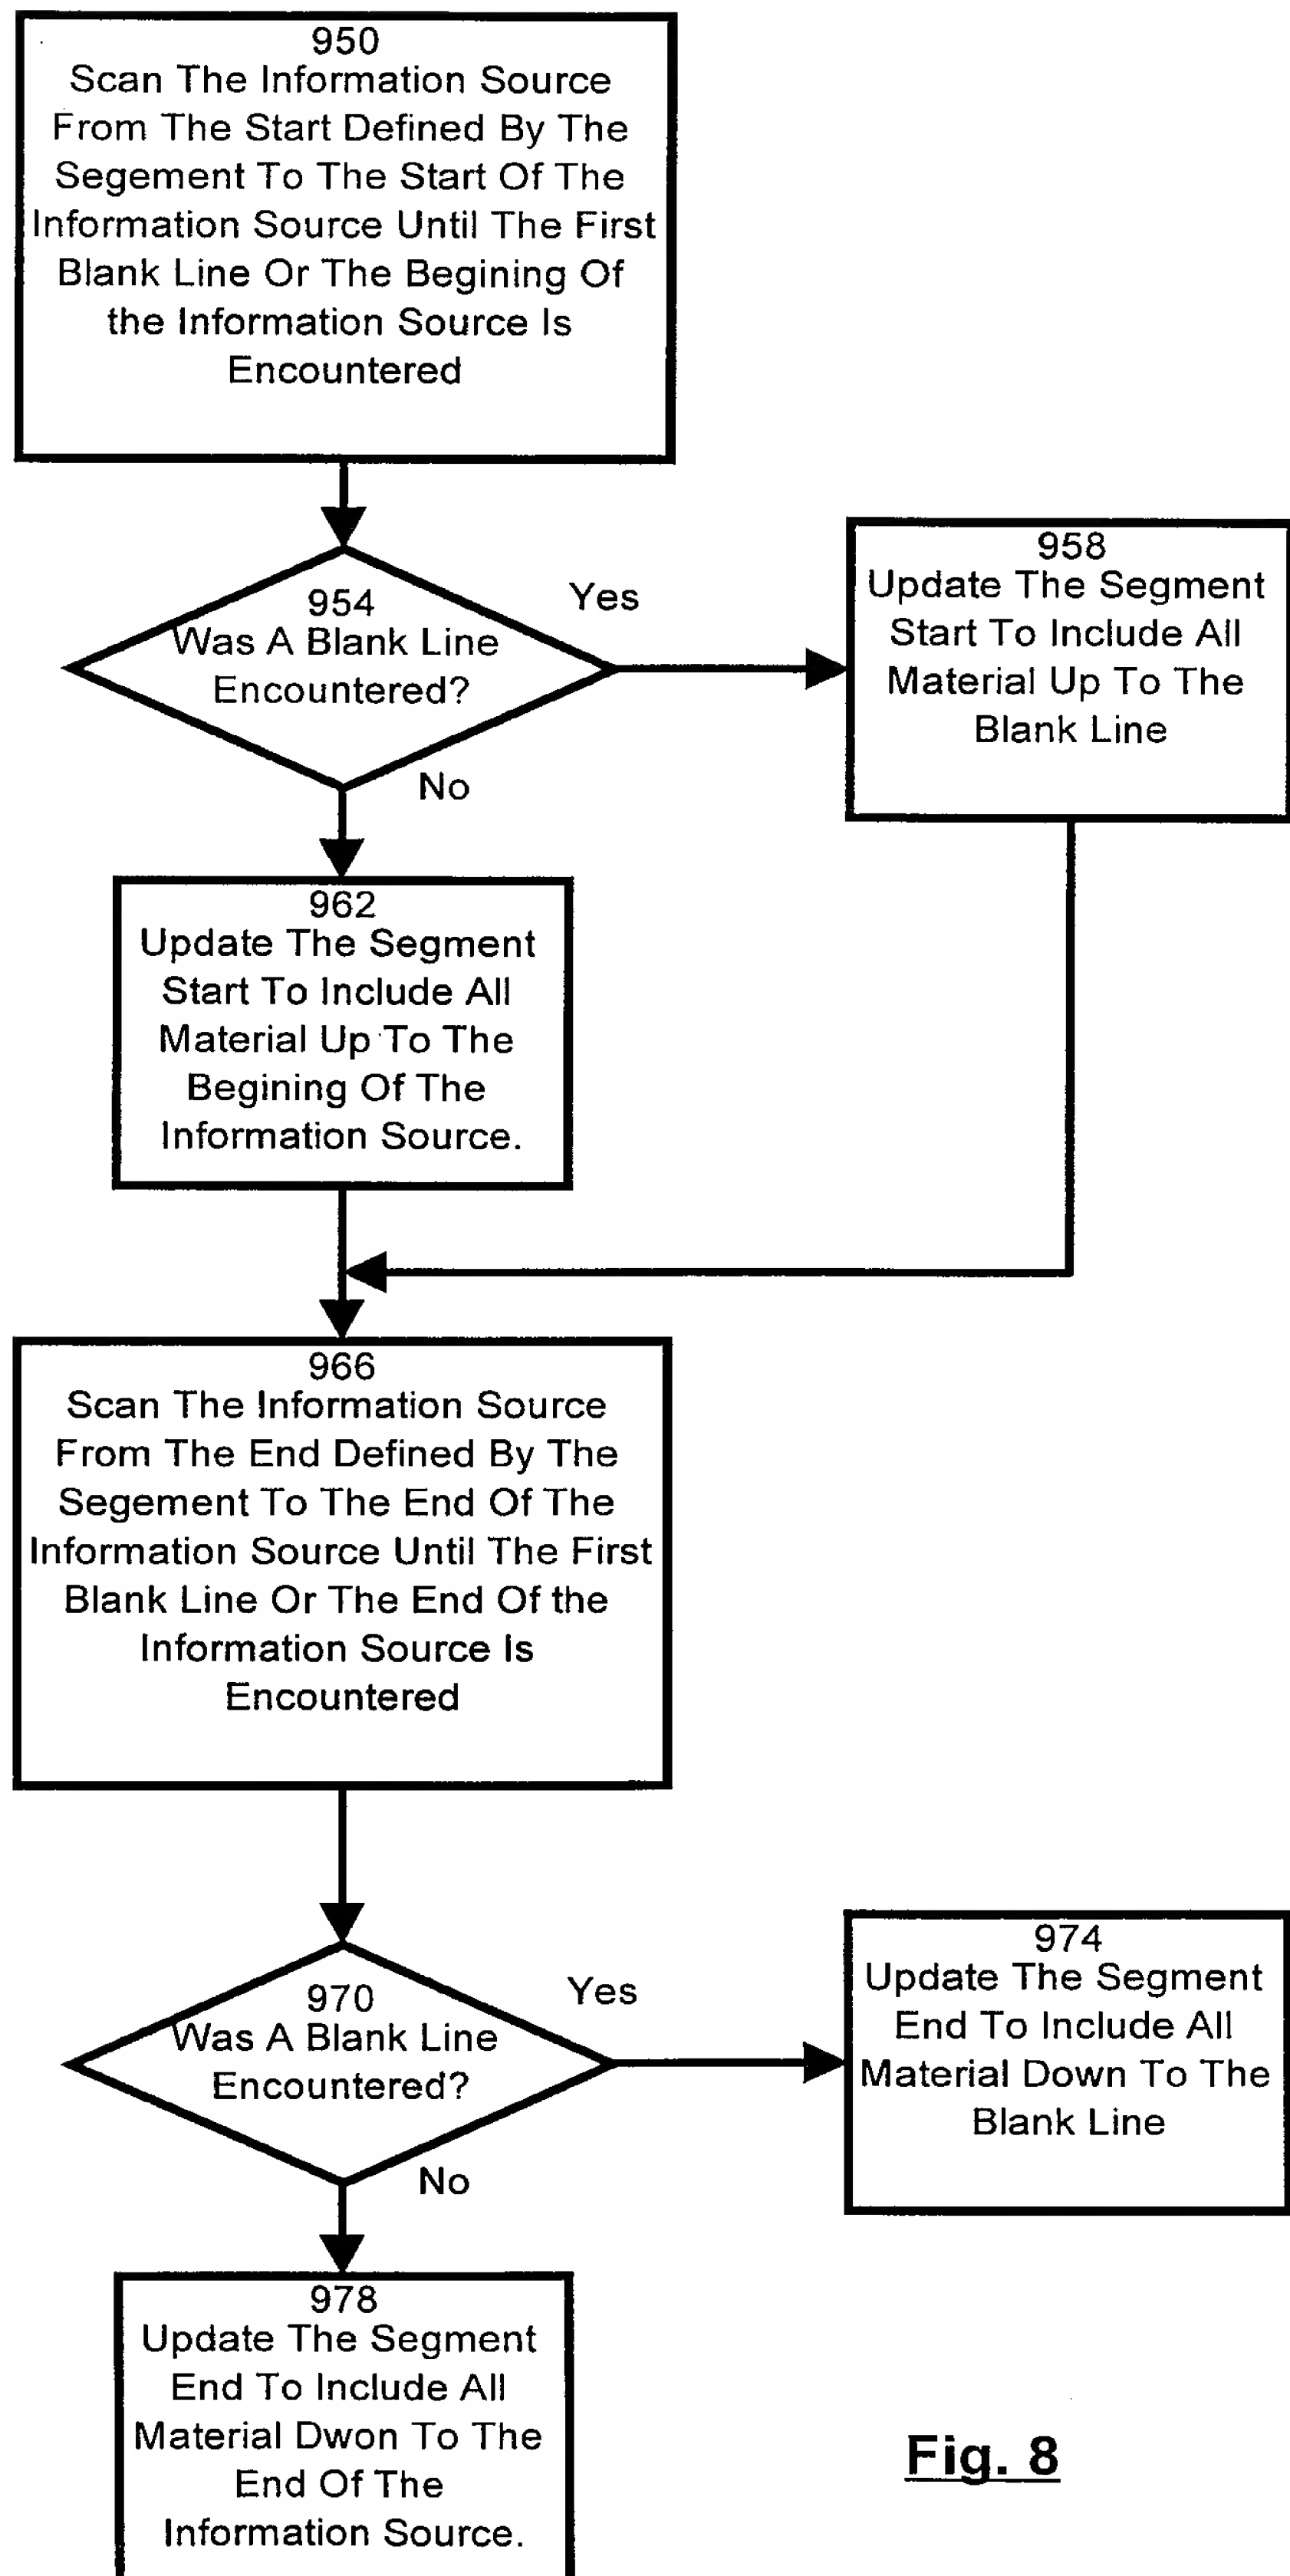 950
Scan The Information Source
From The Start Defined By The
Segement To The Start Of The
Information Source Until The First
Blank Line Or The Begining Of
the Information Source Is
Encountered
954
Was A Blank Line
Encountered?
Yes
No
958
Update The Segment
Start To Include All
Material Up To The
Blank Line
962
Update The Segment
Start To Include All
Material Up To The
Begining Of The
Information Source.
966
Scan The Information Source
From The End Defined By The
Segement To The End Of The
Information Source Until The First
Blank Line Or The End Of the
Information Source Is
Encountered
970
Was A Blank Line
Encountered?
Yes
No
974
Update The Segment
End To Include All
Material Down To The
Blank Line
978
Update The Segment
End To Include All
Material Dwon To The
End Of The
Information Source.
Fig. 8